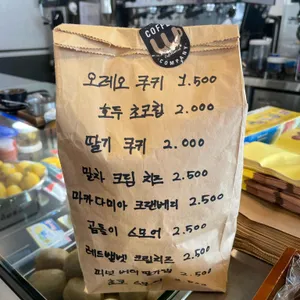 COFFEE
W
COMPANY
오레오 쿠키 1.500
호두 초코칩 2.000
딸기 쿠키 2.000
말차 크림 치즈 2.500
마카다미아 크랜베리 2.500
곰돌이 스모어 2.500
레드벨벳 크림치즈 2.500
2.500